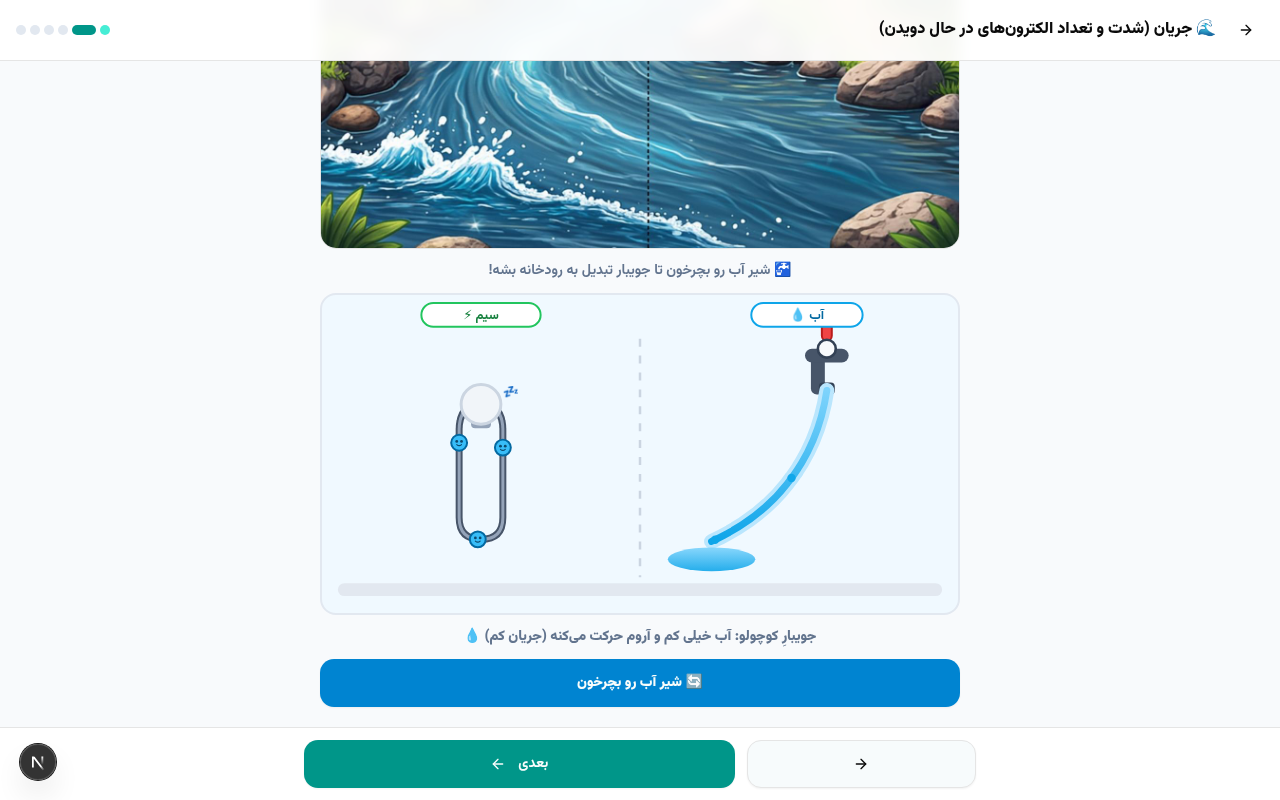 🌊 جریان (شدت و تعداد الکترون‌های در حال دویدن)
🚰 شیر آب رو بچرخون تا جویبار تبدیل به رودخانه بشه!
آب 💧
سیم ⚡
💤
جویبارِ کوچولو: آب خیلی کم و آروم حرکت می‌کنه (جریان کم) 💧
🔄 شیر آب رو بچرخون
بعدی
N